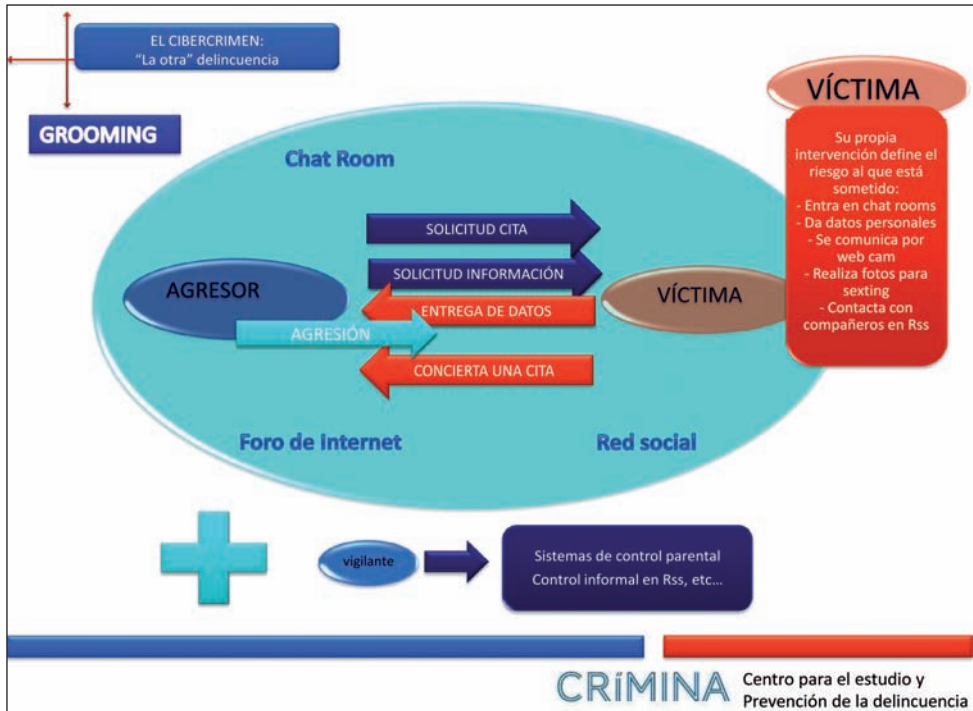 EL CIBERCRIMEN:
"La otra" delincuencia
GROOMING
VÍCTIMA
Su propia
intervención define el
riesgo al que está
sometido:
- Entra en chat rooms
- Da datos personales
- Se comunica por
web cam
- Realiza fotos para
sexting
- Contacta con
compañeros en Rss
Chat Room
SOLICITUD CITA
SOLICITUD INFORMACIÓN
AGRESOR
VÍCTIMA
ENTREGA DE DATOS
AGRESIÓN
CONCIERTA UNA CITA
Foro de internet
Red social
vigilante
Sistemas de control parental
Control informal en Rss, etc...
CRÍMINA
Centro para el estudio y
Prevención de la delincuencia